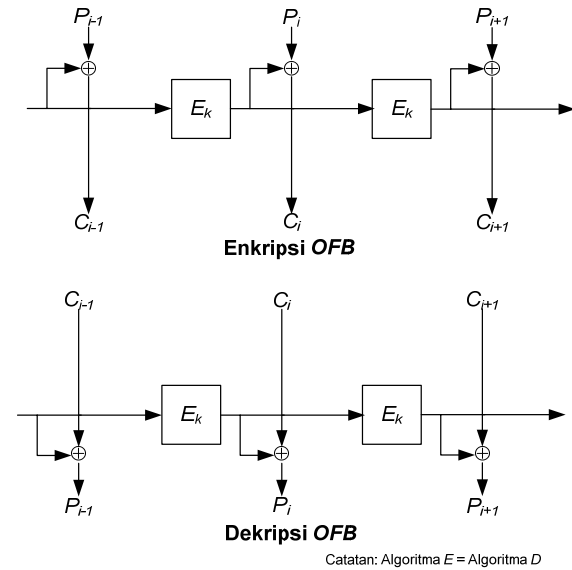 Pi-1 Pi Pi+1
Ek Ek
Ci-1 Ci Ci+1
Enkripsi OFB
Ci-1 Ci Ci+1
Ek Ek
Pi-1 Pi Pi+1
Dekripsi OFB
Catatan: Algoritma E = Algoritma D